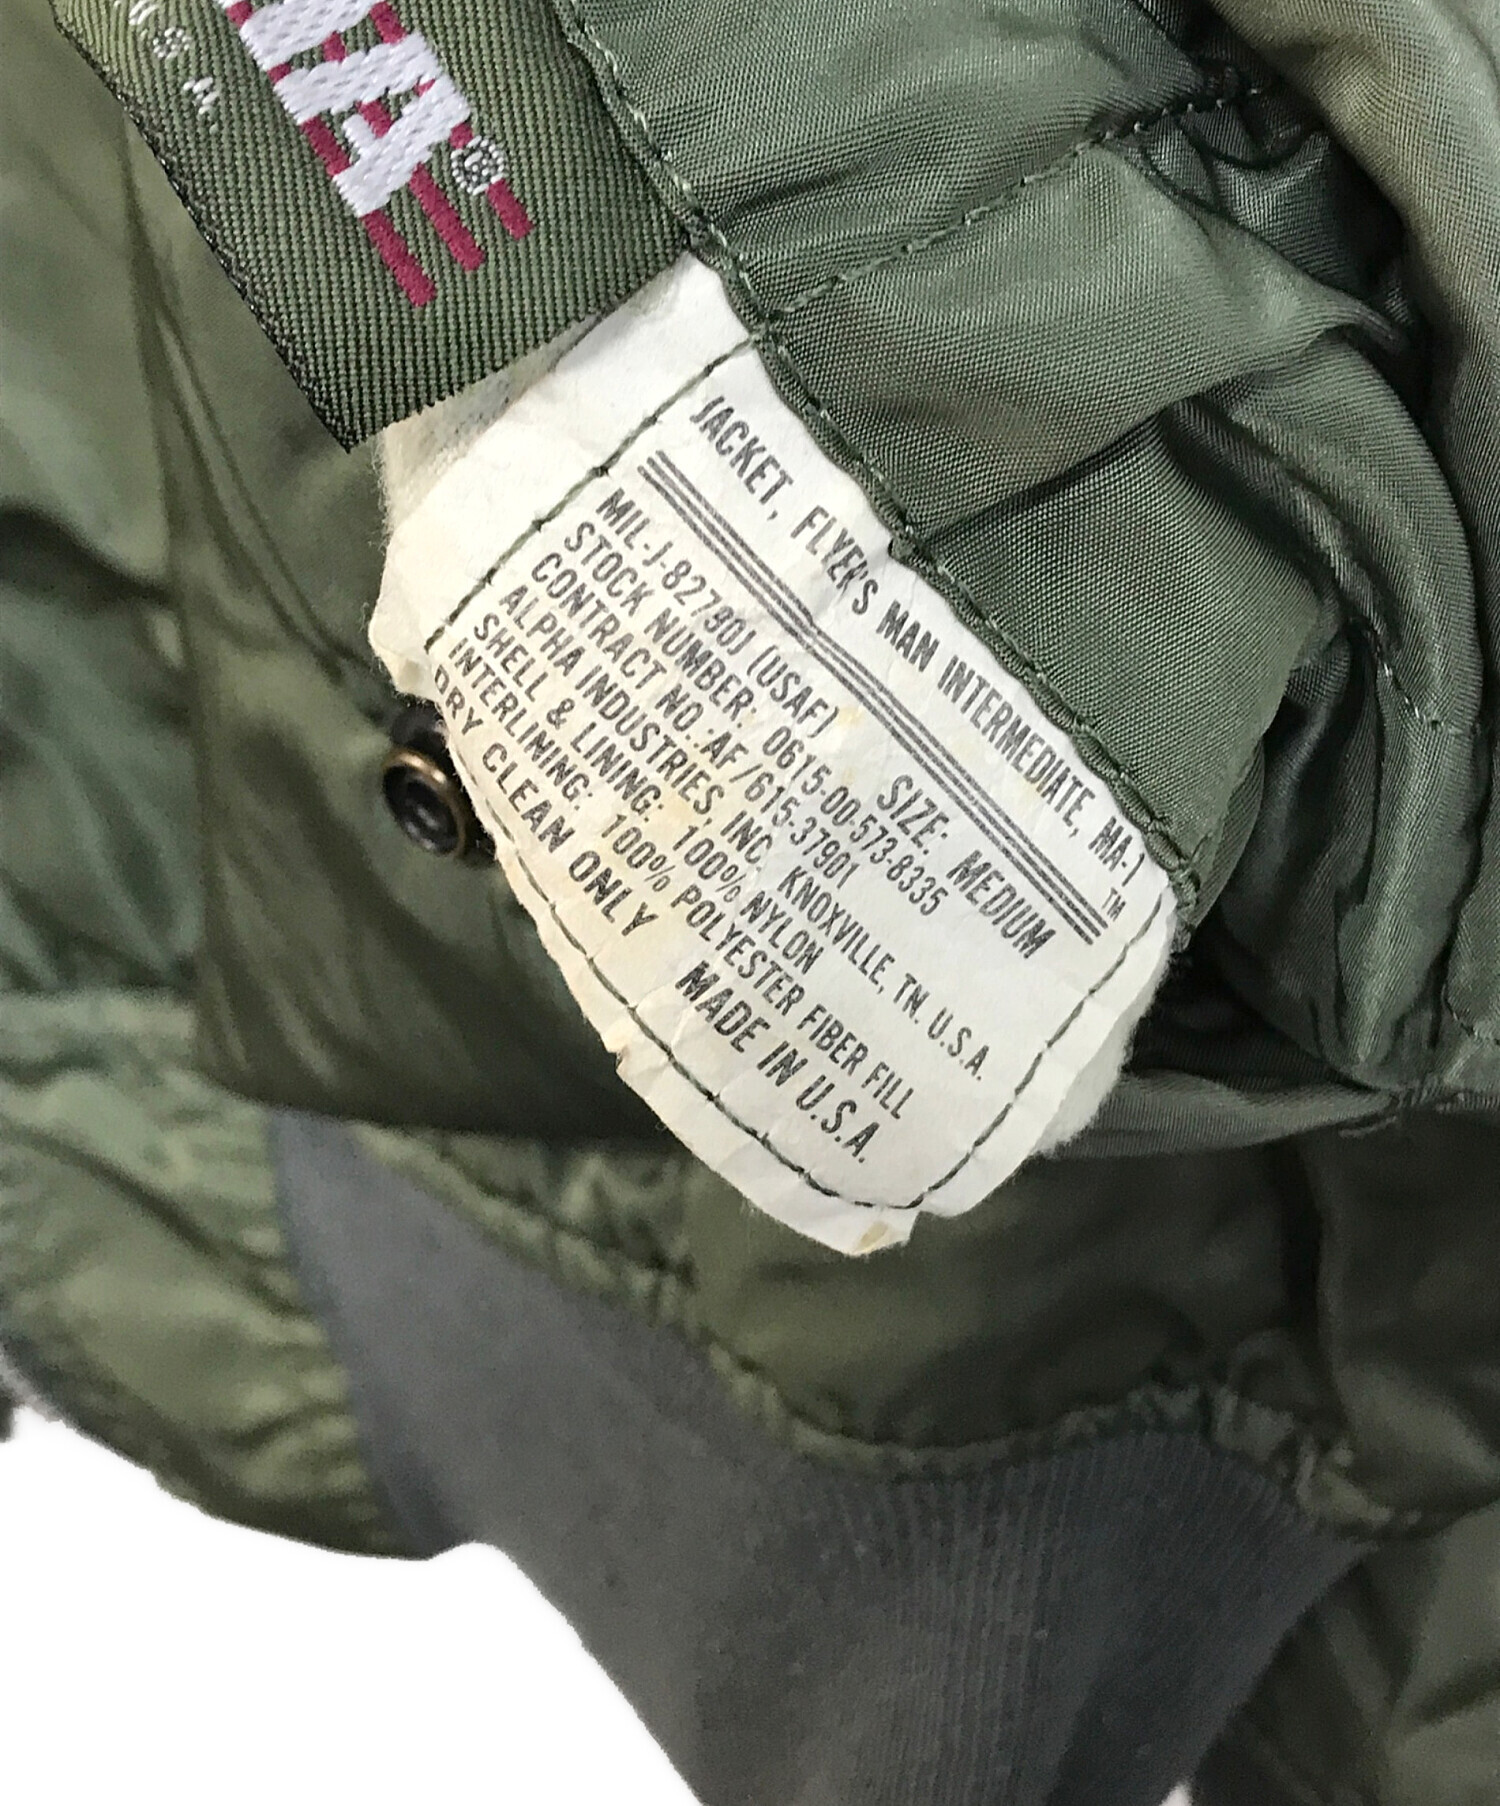 U.S.A.
JACKET, FLYER'S MAN INTERMEDIATE, MA-1
TM
SIZE: MEDIUM
MIL-J-8279OJ (USAF)
STOCK NUMBER: 0615-00-573-8335
CONTRACT NO.:AF/615-37901
ALPHA INDUSTRIES, INC. KNOXVILLE, TN. U.S.A.
SHELL & LINING: 100% NYLON
INTERLINING: 100% POLYESTER FIBER FILL
DRY CLEAN ONLY
MADE IN U.S.A.